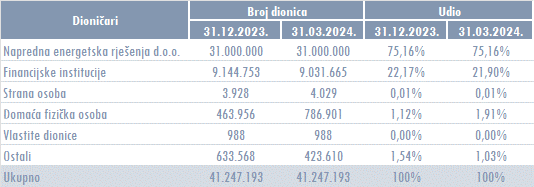 Dioničari Broj dionica Udio
31.12.2023. 31.03.2024. 31.12.2023. 31.03.2024.
Napredna energetska rješenja d.o.o. 31.000.000 31.000.000 75,16% 75,16%
Financijske institucije 9.144.753 9.031.665 22,17% 21,90%
Strana osoba 3.928 4.029 0,01% 0,01%
Domaća fizička osoba 463.956 786.901 1,12% 1,91%
Vlastite dionice 988 988 0,00% 0,00%
Ostali 633.568 423.610 1,54% 1,03%
Ukupno 41.247.193 41.247.193 100% 100%